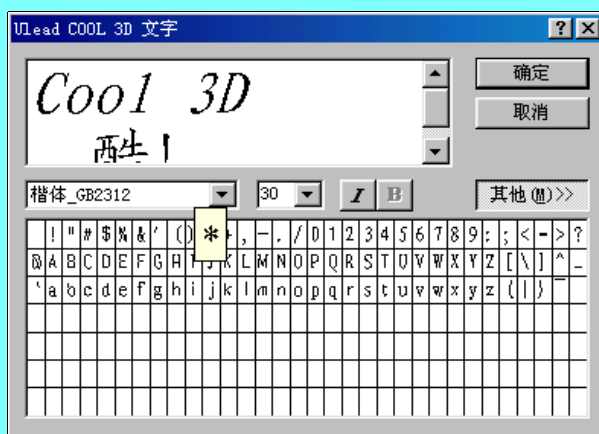 Ulead COOL 3D 文字
Cool 3D
酷!
确定
取消
楷体_GB2312
30
I
B
其他(M)>>
! " # $ % & ' ( ) * + , - . / 0 1 2 3 4 5 6 7 8 9 : ; < = > ?
@ A B C D E F G H I J K L M N O P Q R S T U V W X Y Z [ \ ] ^ _
` a b c d e f g h i j k l m n o p q r s t u v w x y z { | } ‾